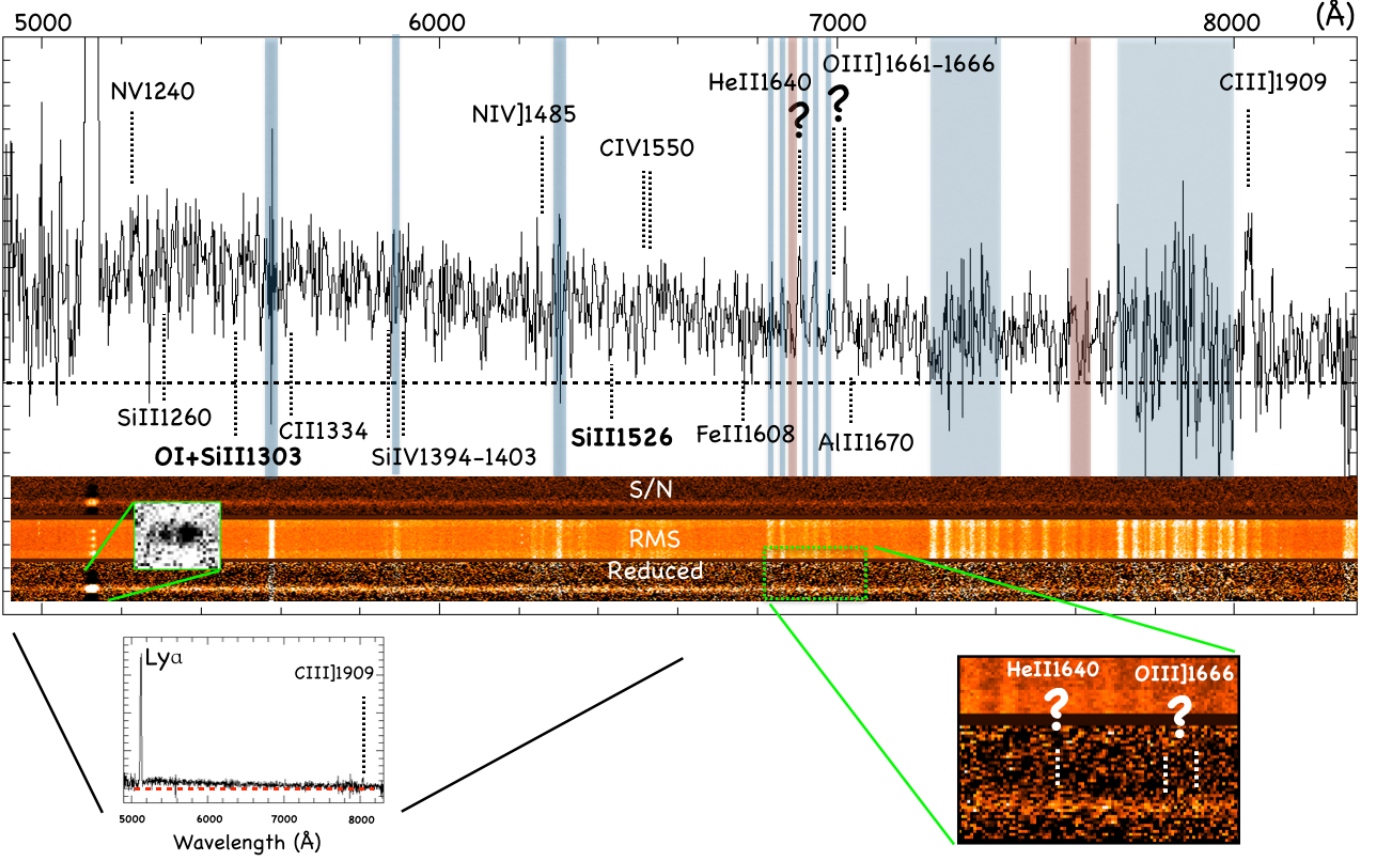 5000 6000 7000 8000 (Å)
NV1240
NIV]1485
CIV1550
HeII1640
OIII]1661-1666
CIII]1909
?
?
SiII1260
OI+SiII1303
CII1334
SiIV1394-1403
SiII1526
FeII1608
AlII1670
S/N
RMS
Reduced
Lyα
CIII]1909
5000 6000 7000 8000
Wavelength (Å)
HeII1640
OIII]1666
?
?